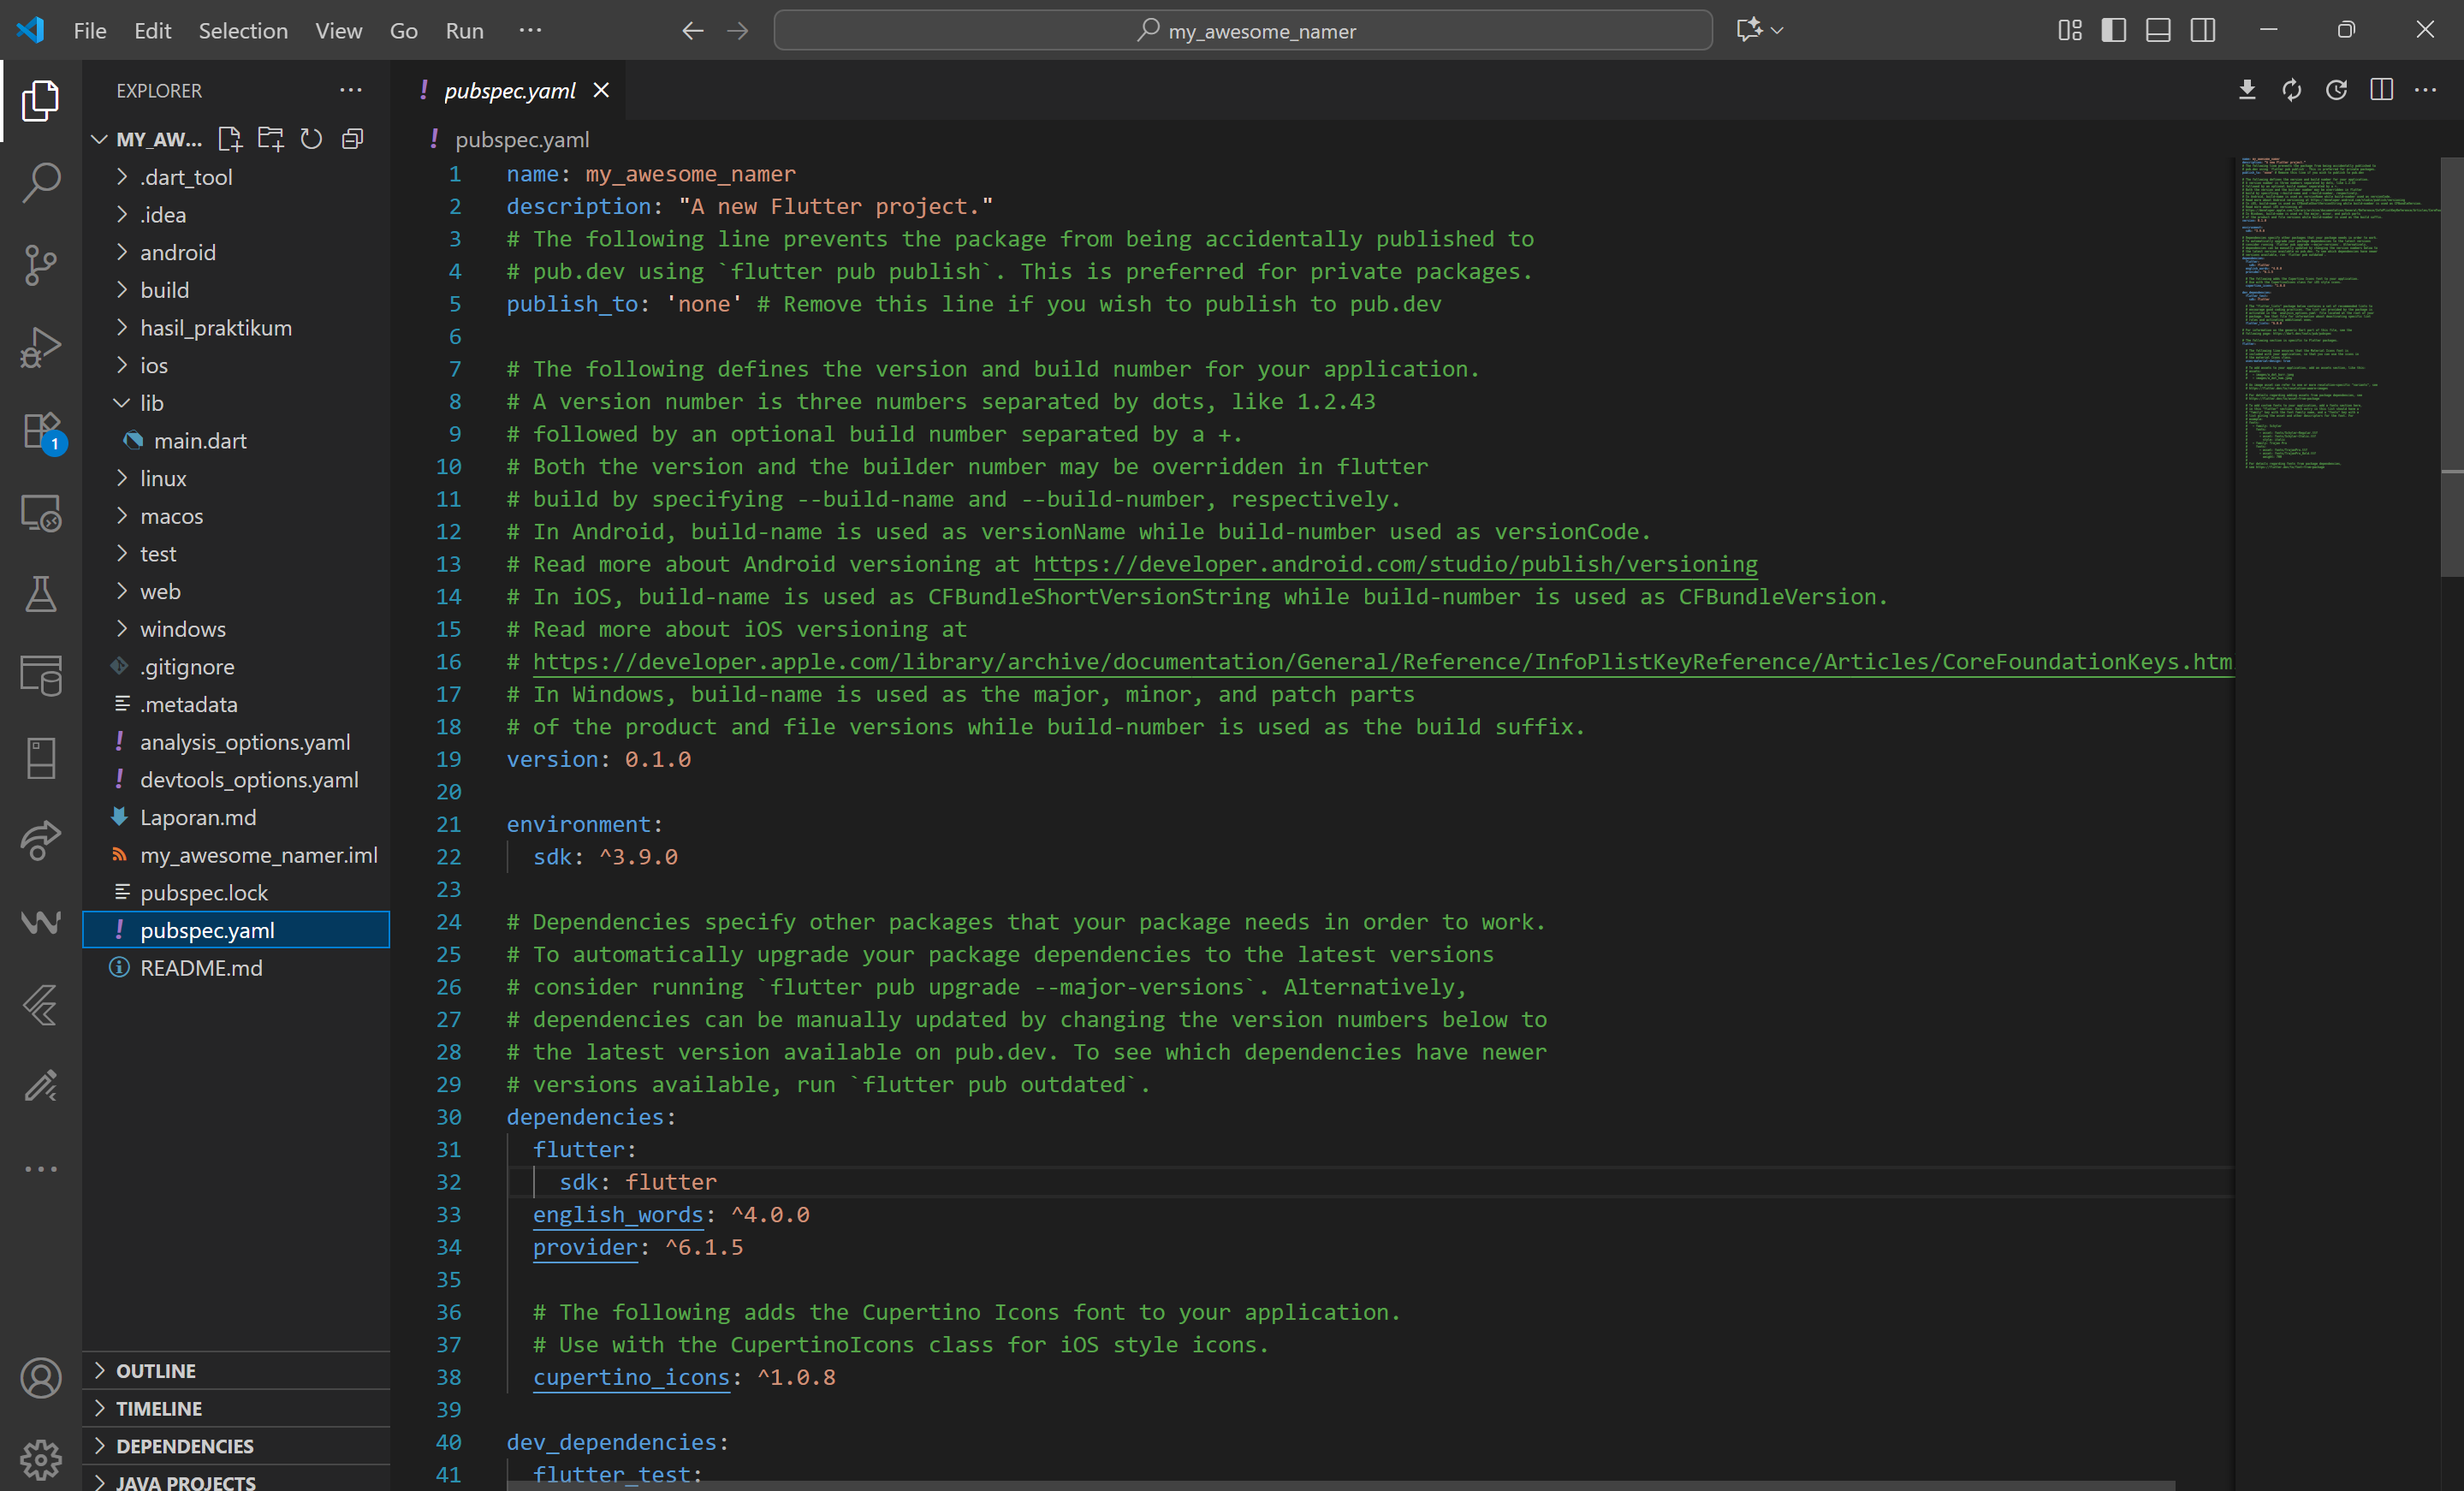 File Edit Selection View Go Run ··· my_awesome_namer
EXPLORER ···
MY_AW...
.dart_tool
.idea
android
build
hasil_praktikum
ios
lib
main.dart
linux
macos
test
web
windows
.gitignore
.metadata
analysis_options.yaml
devtools_options.yaml
Laporan.md
my_awesome_namer.iml
pubspec.lock
pubspec.yaml
README.md
OUTLINE
TIMELINE
DEPENDENCIES
JAVA PROJECTS
1
! pubspec.yaml
! pubspec.yaml
1 name: my_awesome_namer
2 description: "A new Flutter project."
3 # The following line prevents the package from being accidentally published to
4 # pub.dev using `flutter pub publish`. This is preferred for private packages.
5 publish_to: 'none' # Remove this line if you wish to publish to pub.dev
6
7 # The following defines the version and build number for your application.
8 # A version number is three numbers separated by dots, like 1.2.43
9 # followed by an optional build number separated by a +.
10 # Both the version and the builder number may be overridden in flutter
11 # build by specifying --build-name and --build-number, respectively.
12 # In Android, build-name is used as versionName while build-number used as versionCode.
13 # Read more about Android versioning at https://developer.android.com/studio/publish/versioning
14 # In iOS, build-name is used as CFBundleShortVersionString while build-number is used as CFBundleVersion.
15 # Read more about iOS versioning at
16 # https://developer.apple.com/library/archive/documentation/General/Reference/InfoPlistKeyReference/Articles/CoreFoundationKeys.htm
17 # In Windows, build-name is used as the major, minor, and patch parts
18 # of the product and file versions while build-number is used as the build suffix.
19 version: 0.1.0
20
21 environment:
22 sdk: ^3.9.0
23
24 # Dependencies specify other packages that your package needs in order to work.
25 # To automatically upgrade your package dependencies to the latest versions
26 # consider running `flutter pub upgrade --major-versions`. Alternatively,
27 # dependencies can be manually updated by changing the version numbers below to
28 # the latest version available on pub.dev. To see which dependencies have newer
29 # versions available, run `flutter pub outdated`.
30 dependencies:
31 flutter:
32 sdk: flutter
33 english_words: ^4.0.0
34 provider: ^6.1.5
35
36 # The following adds the Cupertino Icons font to your application.
37 # Use with the CupertinoIcons class for iOS style icons.
38 cupertino_icons: ^1.0.8
39
40 dev_dependencies:
41 flutter_test: